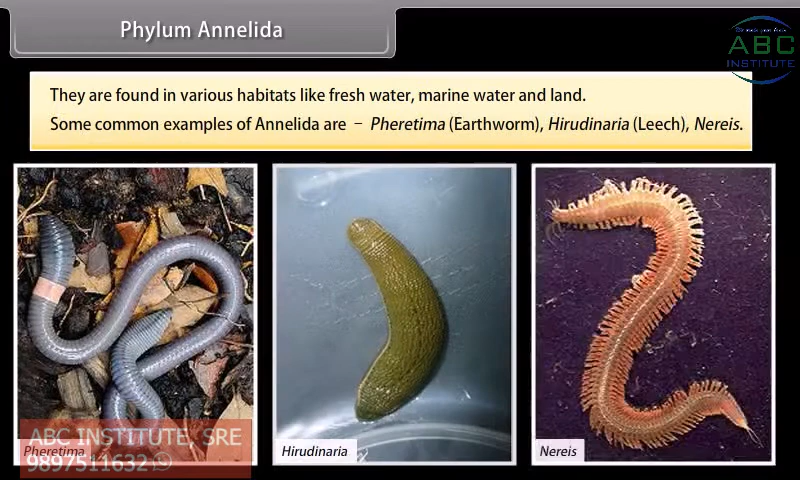 Phylum Annelida
ABC
INSTITUTE
They are found in various habitats like fresh water, marine water and land.
Some common examples of Annelida are – Pheretima (Earthworm), Hirudinaria (Leech), Nereis.
ABC INSTITUTE, SRE
Pheretima
9897511632
Hirudinaria
Nereis